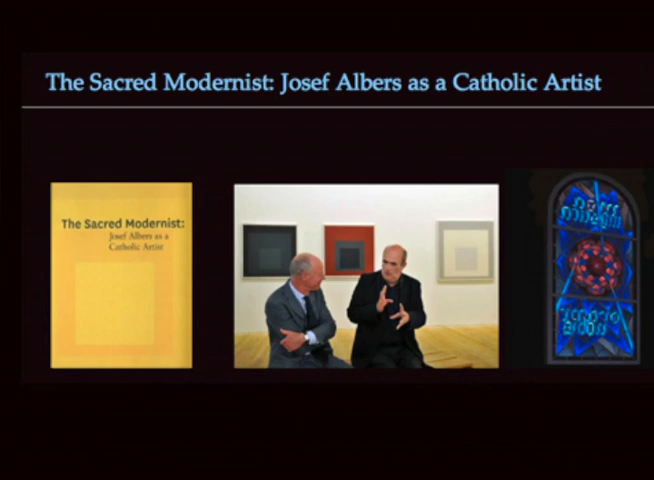 The Sacred Modernist: Josef Albers as a Catholic Artist
The Sacred Modernist:
Josef Albers as a
Catholic Artist